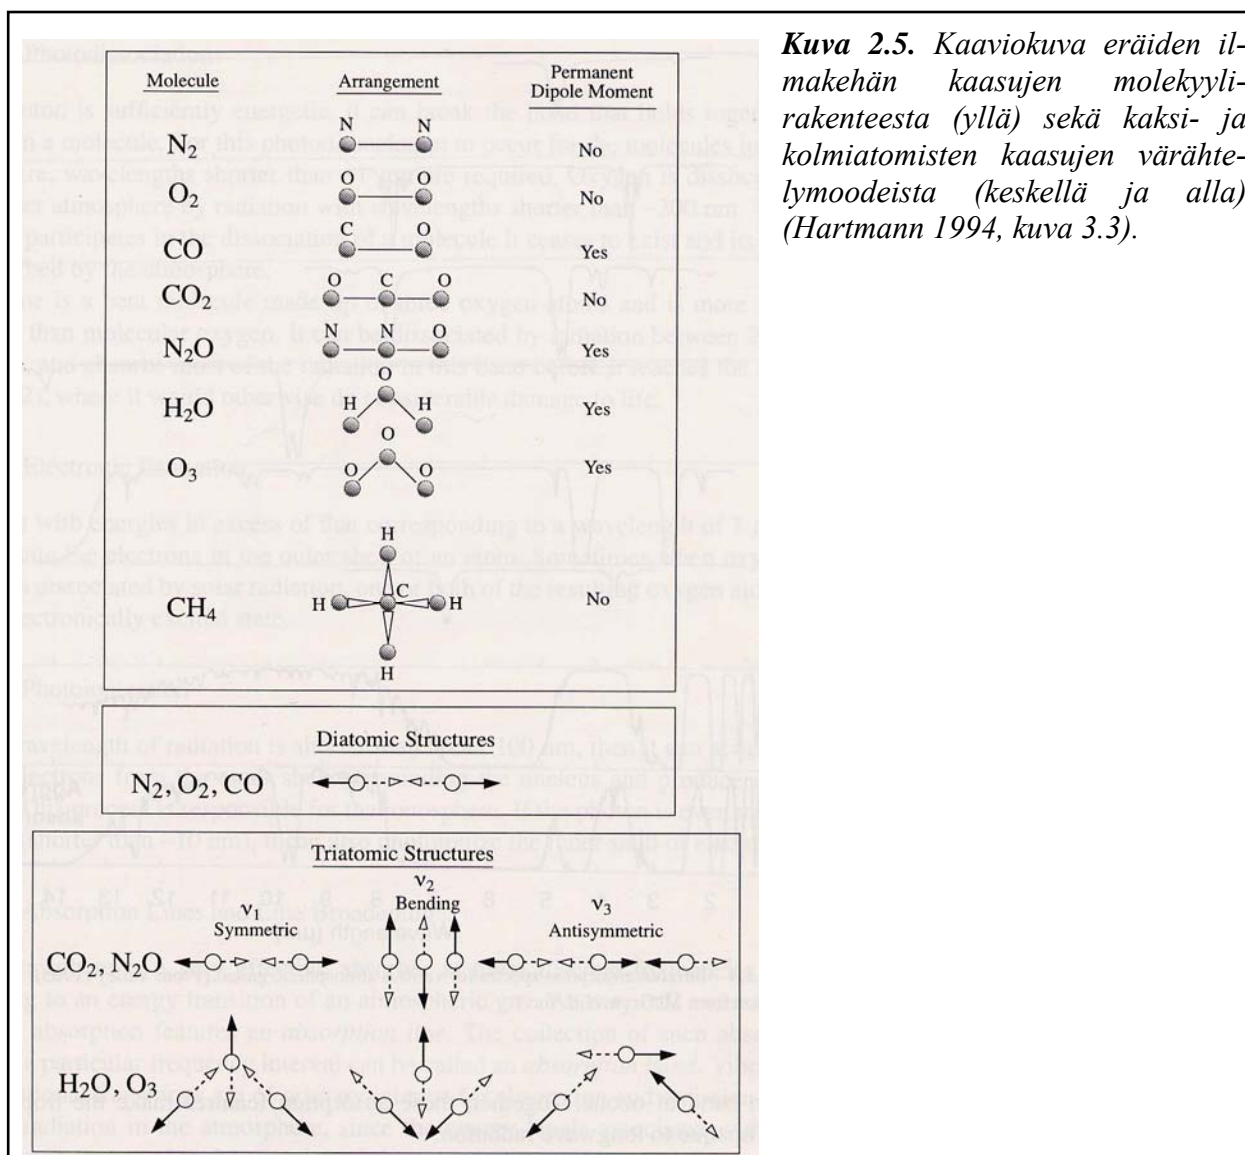 Kuva 2.5. Kaaviokuva eräiden il-
makehän kaasujen molekyyli-
rakenteesta (yllä) sekä kaksi- ja
kolmiatomisten kaasujen värähte-
lymoodeista (keskellä ja alla)
(Hartmann 1994, kuva 3.3).
Molecule Arrangement Permanent
Dipole Moment
N N
N₂ No
O O
O₂ No
C O
CO Yes
O C O
CO₂ No
N N O
N₂O Yes
O
H H
H₂O Yes
O
O O
O₃ Yes
H
CH₄ H C H No
H
Diatomic Structures
N₂, O₂, CO
Triatomic Structures
ν₁ ν₂ ν₃
Symmetric Bending Antisymmetric
CO₂, N₂O
H₂O, O₃